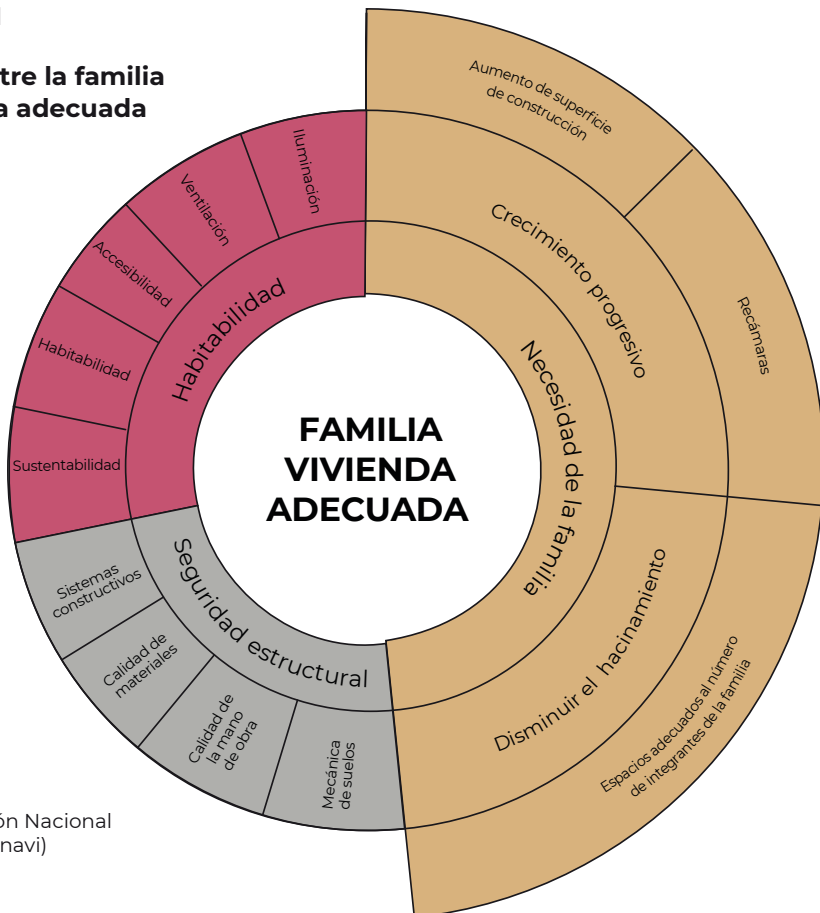 tre la familia
a adecuada
Aumento de superficie
de construcción
Recámaras
Crecimiento progresivo
Necesidad de la familia
Disminuir el hacinamiento
Espacios adecuados al número
de integrantes de la familia
Iluminación
Ventilación
Accesibilidad
Habitabilidad
Sustentabilidad
Habitabilidad
FAMILIA
VIVIENDA
ADECUADA
Seguridad estructural
Sistemas
constructivos
Calidad de
materiales
Calidad de
la mano
de obra
Mecánica
de suelos
ón Nacional
navi)